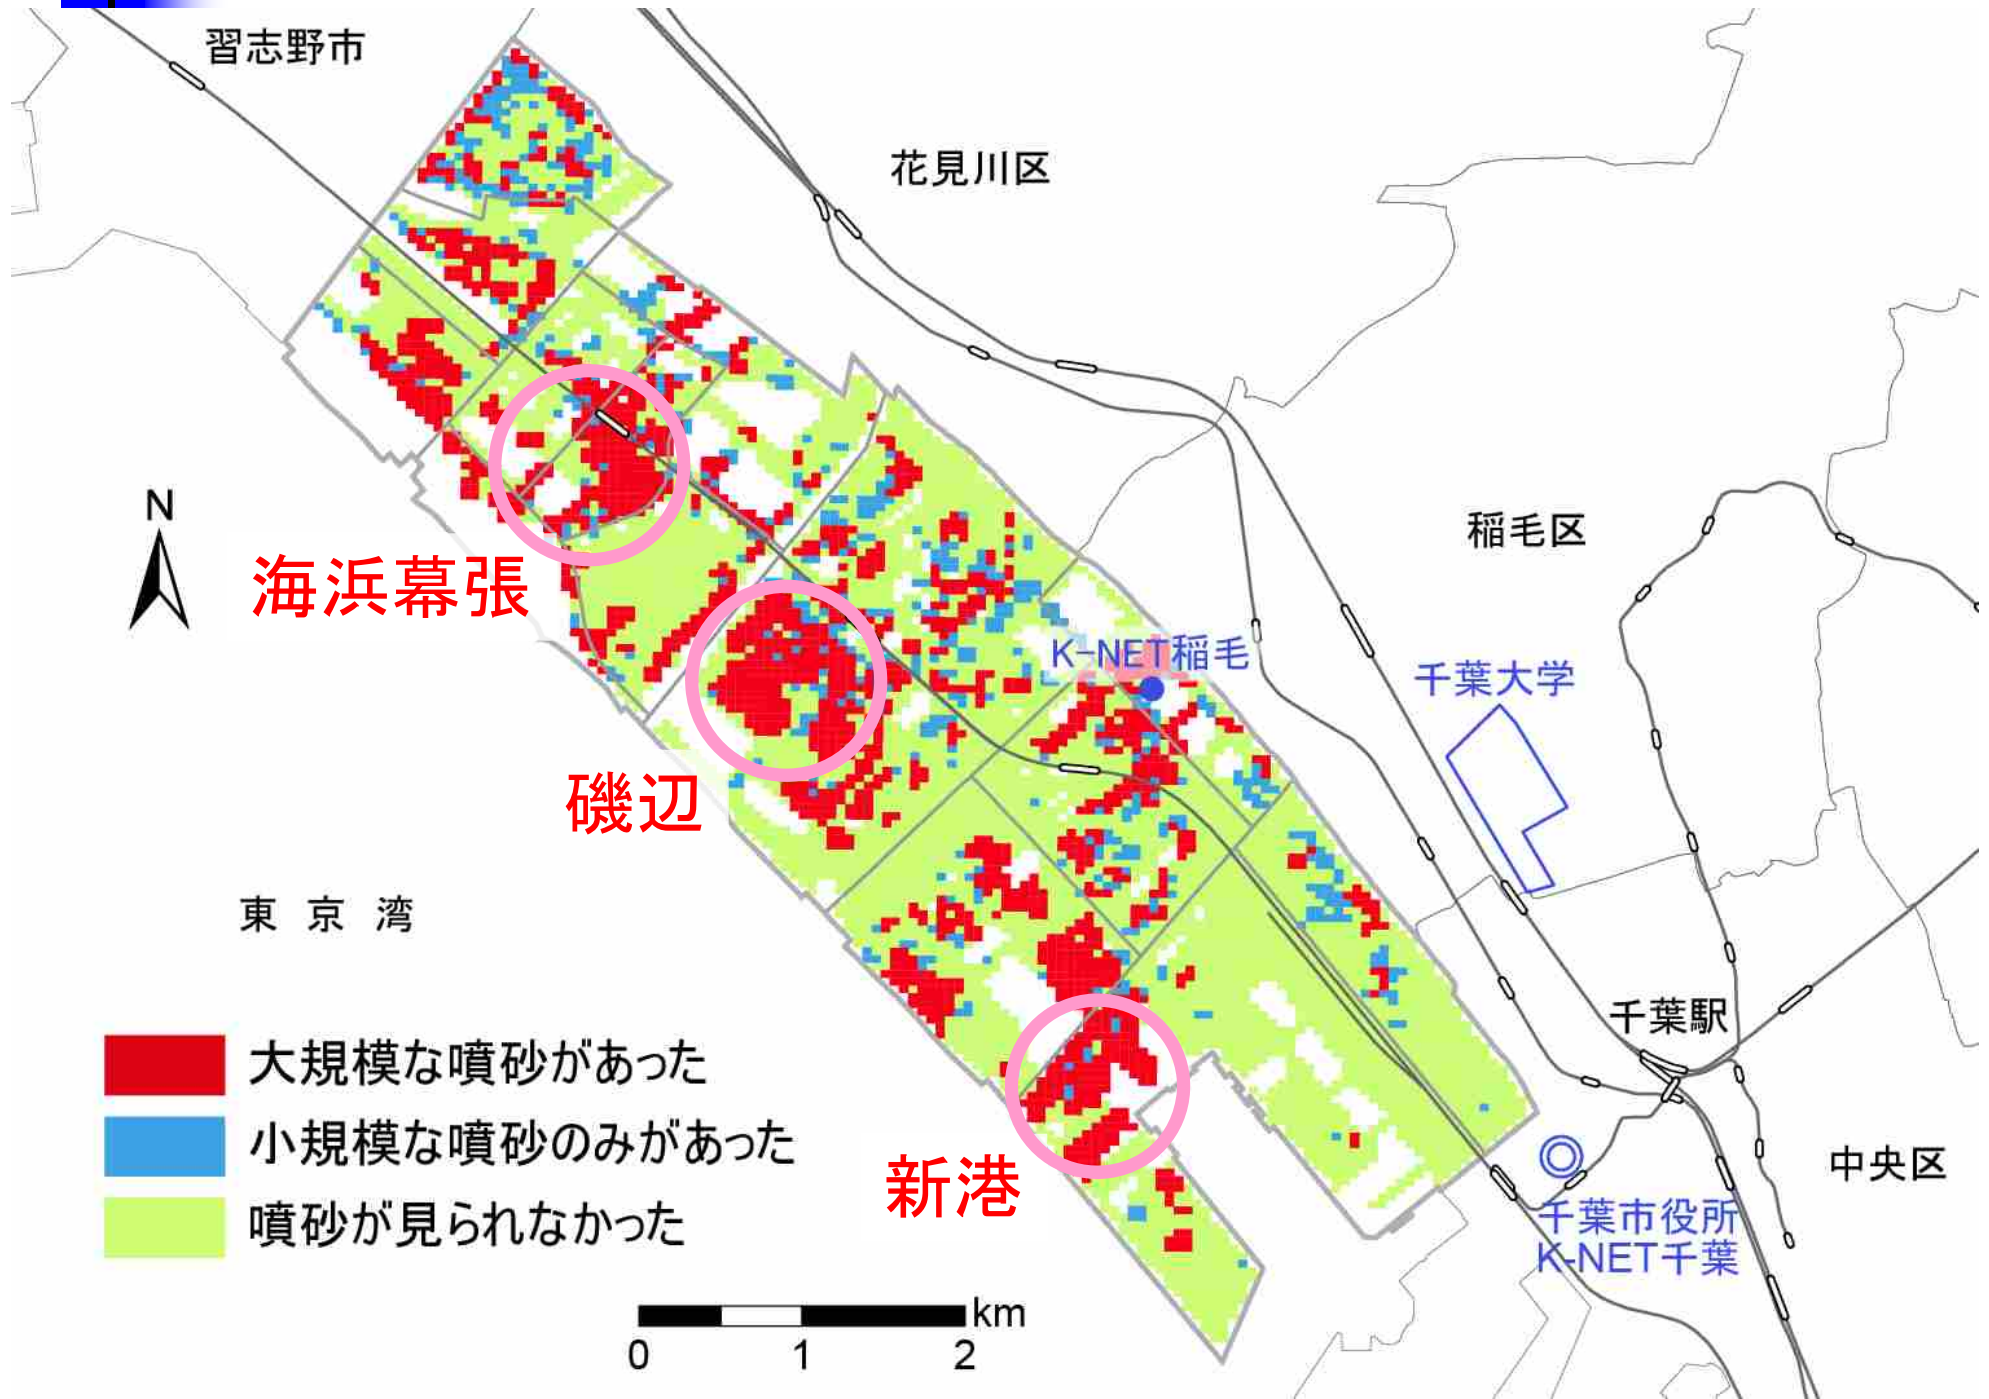 習志野市
花見川区
稲毛区
N
海浜幕張
K-NET稲毛
千葉大学
磯辺
東京湾
千葉駅
大規模な噴砂があった
小規模な噴砂のみがあった
噴砂が見られなかった
新港
中央区
千葉市役所
K-NET千葉
km
0 1 2